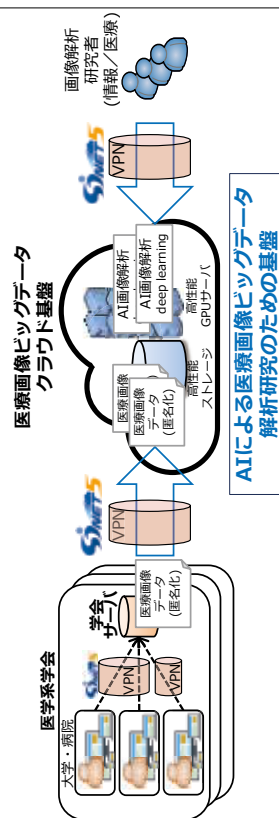 医学系学会
大学・病院
VPN
VPN
学会
サーバ
医療画像
データ
(匿名化)
SINET5
VPN
医療画像ビッグデータ
クラウド基盤
医療画像
医療画像
データ
(匿名化)
高性能
ストレージ
AI画像解析
AI画像解析
deep learning
高性能
GPUサーバ
SINET5
VPN
画像解析
研究者
(情報／医療)
AIによる医療画像ビッグデータ
解析研究のための基盤